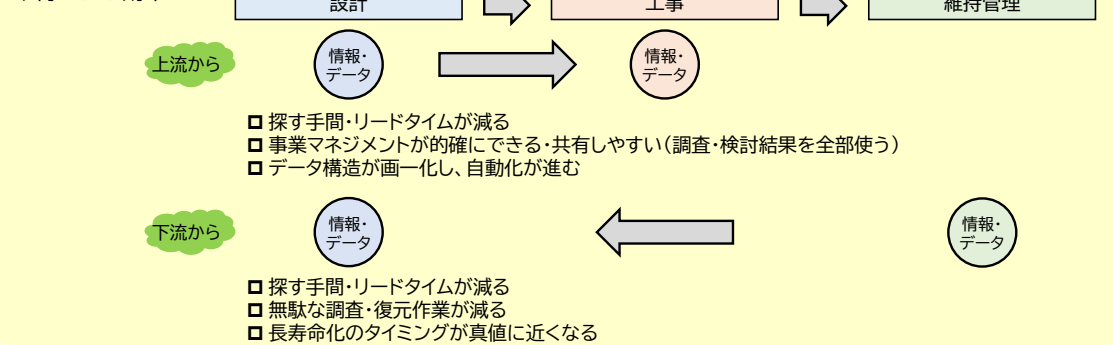 設計
工事
維持管理
上流から
情報・
データ
情報・
データ
探す手間・リードタイムが減る
事業マネジメントが的確にできる・共有しやすい（調査・検討結果を全部使う）
データ構造が画一化し、自動化が進む
下流から
情報・
データ
情報・
データ
探す手間・リードタイムが減る
無駄な調査・復元作業が減る
長寿命化のタイミングが真値に近くなる